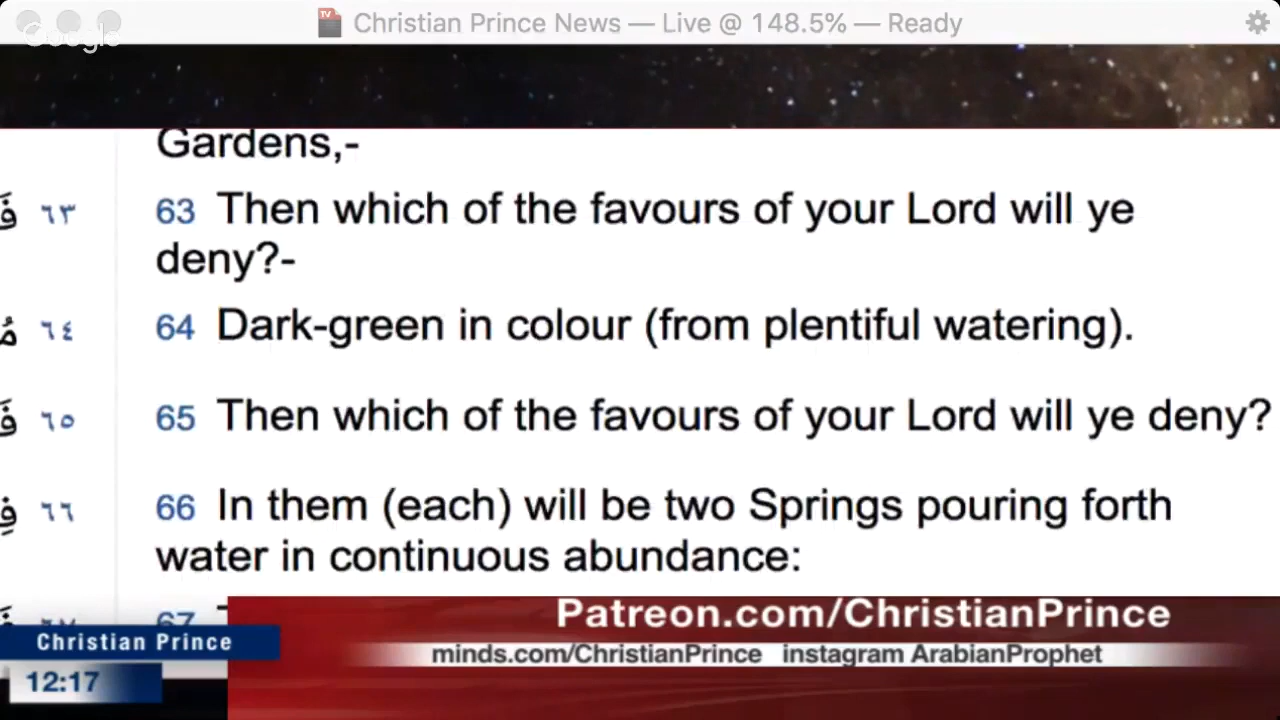 TV Christian Prince News — Live @ 148.5% — Ready
Google
Gardens,-
٦٣ 63 Then which of the favours of your Lord will ye
deny?-
٦٤ 64 Dark-green in colour (from plentiful watering).
٦٥ 65 Then which of the favours of your Lord will ye deny?
٦٦ 66 In them (each) will be two Springs pouring forth
water in continuous abundance:
67
Patreon.com/ChristianPrince
Christian Prince
minds.com/ChristianPrince instagram ArabianProphet
12:17